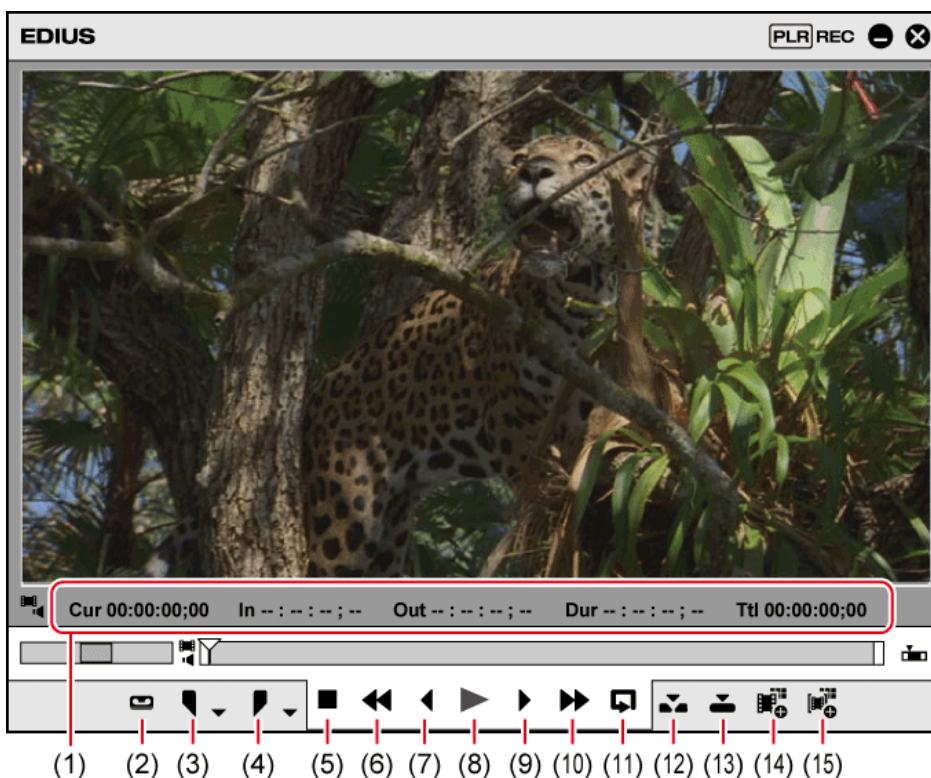 EDIUS PLR REC
Cur 00:00:00;00 In -- : -- : -- ; -- Out -- : -- : -- ; -- Dur -- : -- : -- ; -- Ttl 00:00:00;00
(1) (2) (3) (4) (5) (6) (7) (8) (9) (10) (11) (12) (13) (14) (15)